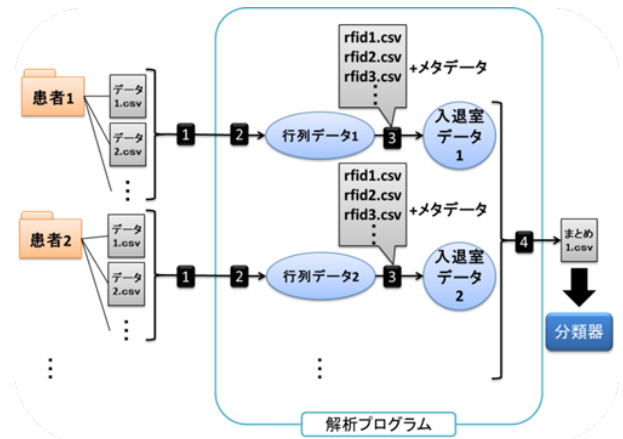 rfid1.csv
rfid2.csv
rfid3.csv
⋮
+メタデータ
患者1
データ
1.csv
データ
2.csv
⋮
1
2
行列データ1
3
入退室
データ
1
rfid1.csv
rfid2.csv
rfid3.csv
⋮
+メタデータ
患者2
データ
1.csv
データ
2.csv
⋮
1
2
行列データ2
3
入退室
データ
2
4
まとめ
1.csv
分類器
⋮
⋮
解析プログラム